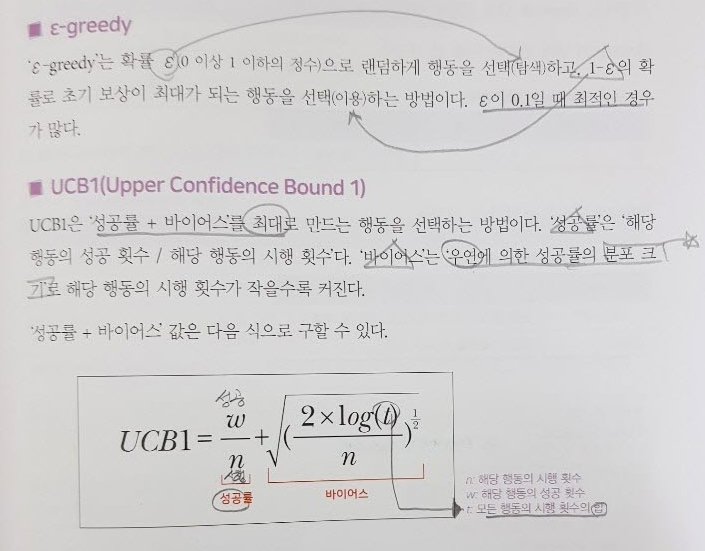 ■ ε-greedy
'ε-greedy'는 확률 ε(0 이상 1 이하의 정수)으로 랜덤하게 행동을 선택(탐색)하고, 1-ε의 확
률로 초기 보상이 최대가 되는 행동을 선택(이용)하는 방법이다. ε이 0.1일 때 최적인 경우
가 많다.
■ UCB1(Upper Confidence Bound 1)
UCB1은 '성공률 + 바이어스'를 최대로 만드는 행동을 선택하는 방법이다. '성공률'은 '해당
행동의 성공 횟수 / 해당 행동의 시행 횟수'다. '바이어스'는 '우연에 의한 성공률의 분포 크
기'로 해당 행동의 시행 횟수가 작을수록 커진다.
'성공률 + 바이어스' 값은 다음 식으로 구할 수 있다.
성공
UCB1 = w/n + √((2×log(t))/n)^(1/2)
시행
성공률 바이어스
n: 해당 행동의 시행 횟수
w: 해당 행동의 성공 횟수
t: 모든 행동의 시행 횟수의 합